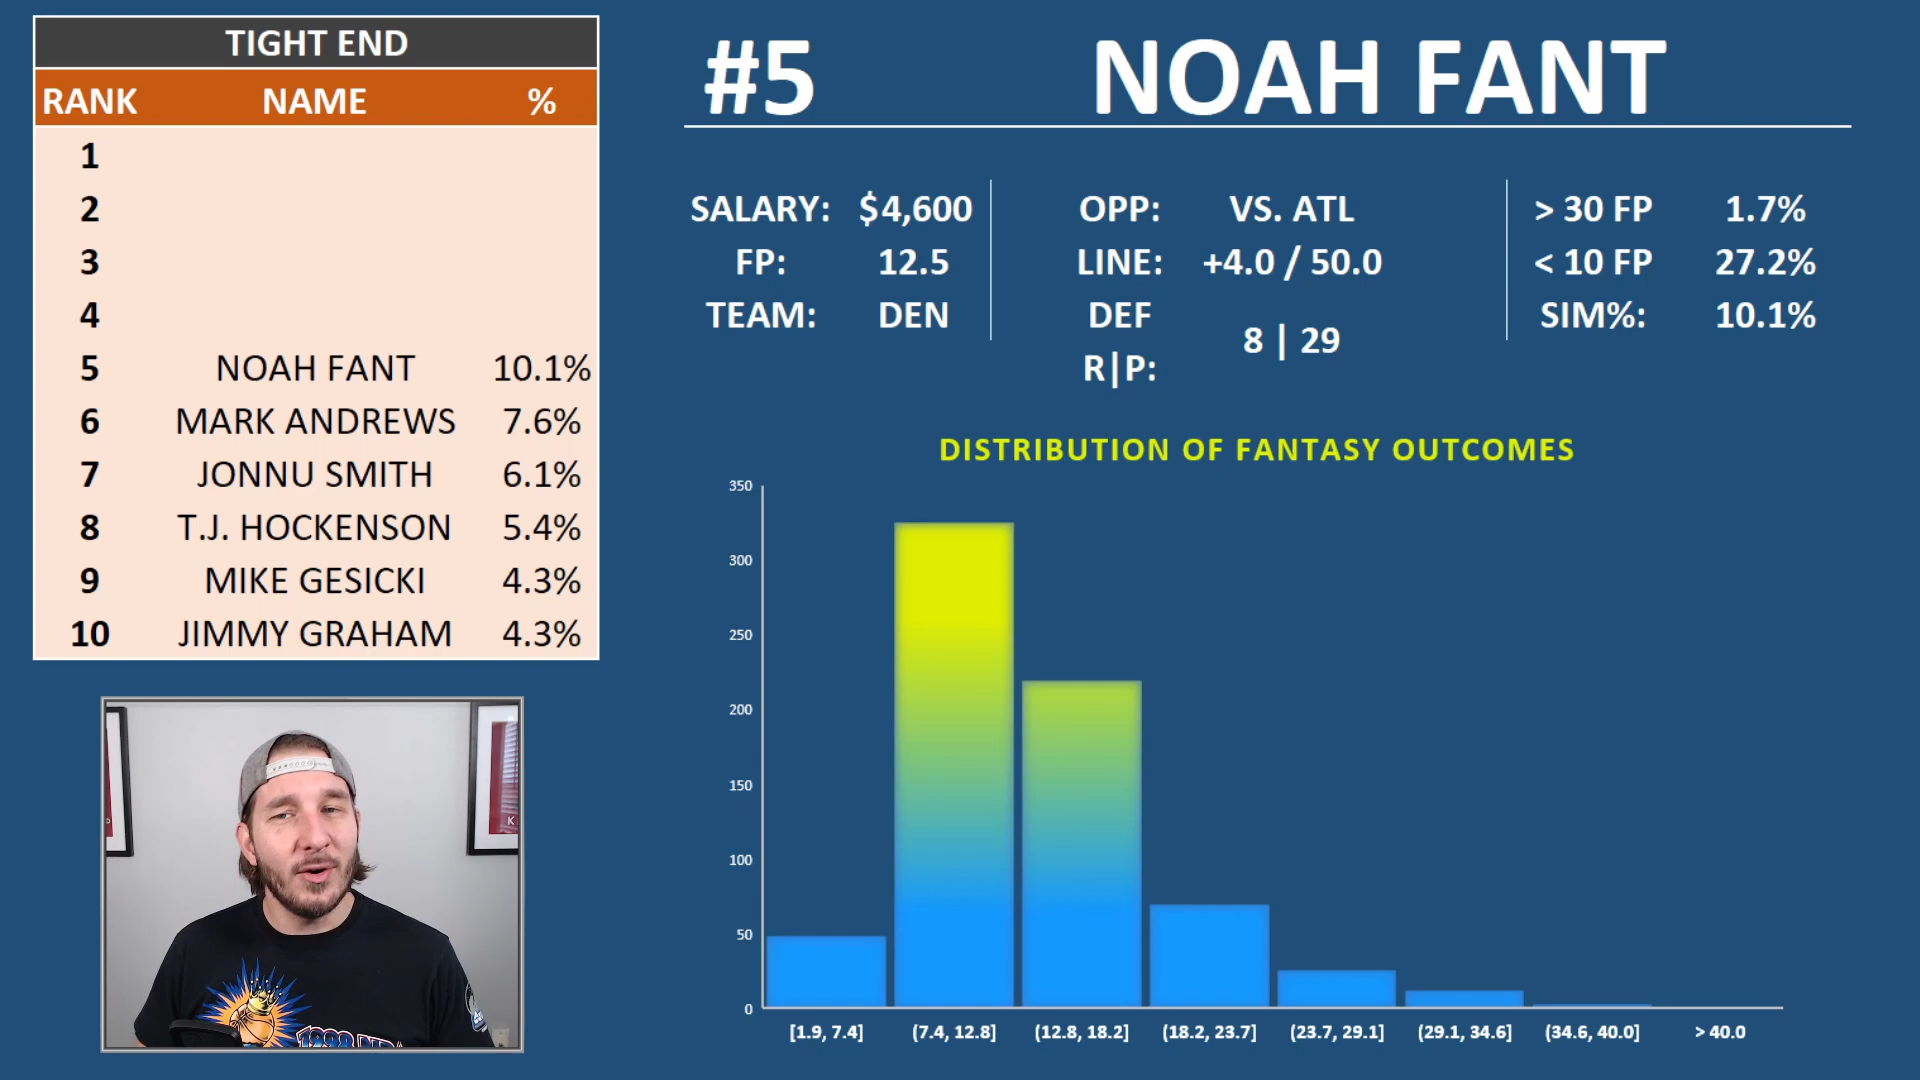 TIGHT END
RANK NAME %
1
2
3
4
5 NOAH FANT 10.1%
6 MARK ANDREWS 7.6%
7 JONNU SMITH 6.1%
8 T.J. HOCKENSON 5.4%
9 MIKE GESICKI 4.3%
10 JIMMY GRAHAM 4.3%
#5 NOAH FANT
SALARY: $4,600
FP: 12.5
TEAM: DEN
OPP: VS. ATL
LINE: +4.0 / 50.0
DEF
R|P: 8 | 29
> 30 FP 1.7%
< 10 FP 27.2%
SIM%: 10.1%
DISTRIBUTION OF FANTASY OUTCOMES
350
300
250
200
150
100
50
0
[1.9, 7.4] (7.4, 12.8] (12.8, 18.2] (18.2, 23.7] (23.7, 29.1] (29.1, 34.6] (34.6, 40.0] > 40.0